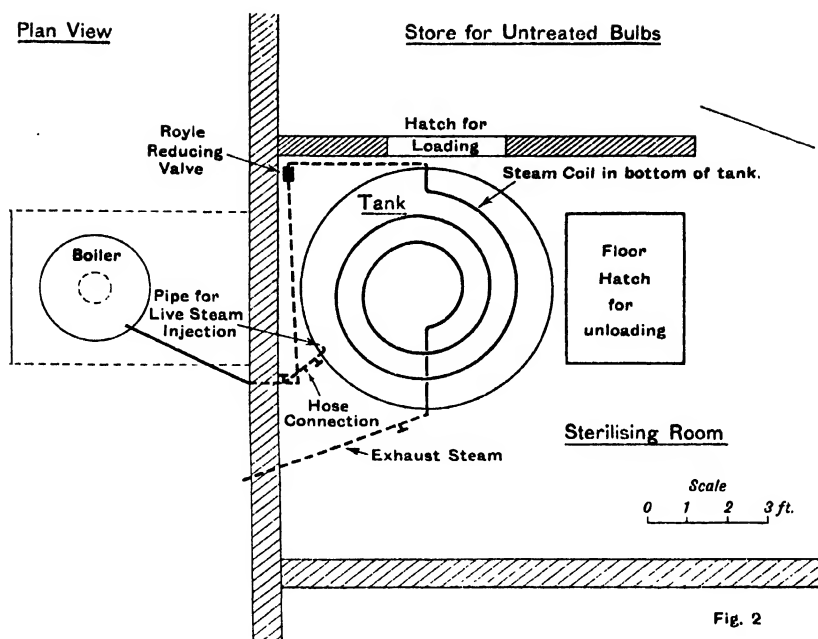 Plan View
Store for Untreated Bulbs
Hatch for
Loading
Royle
Reducing
Valve
Steam Coil in bottom of tank.
Tank
Boiler
Floor
Hatch
for
unloading
Pipe for
Live Steam
Injection
Hose
Connection
Exhaust Steam
Sterilising Room
Scale
0 1 2 3 ft.
Fig. 2